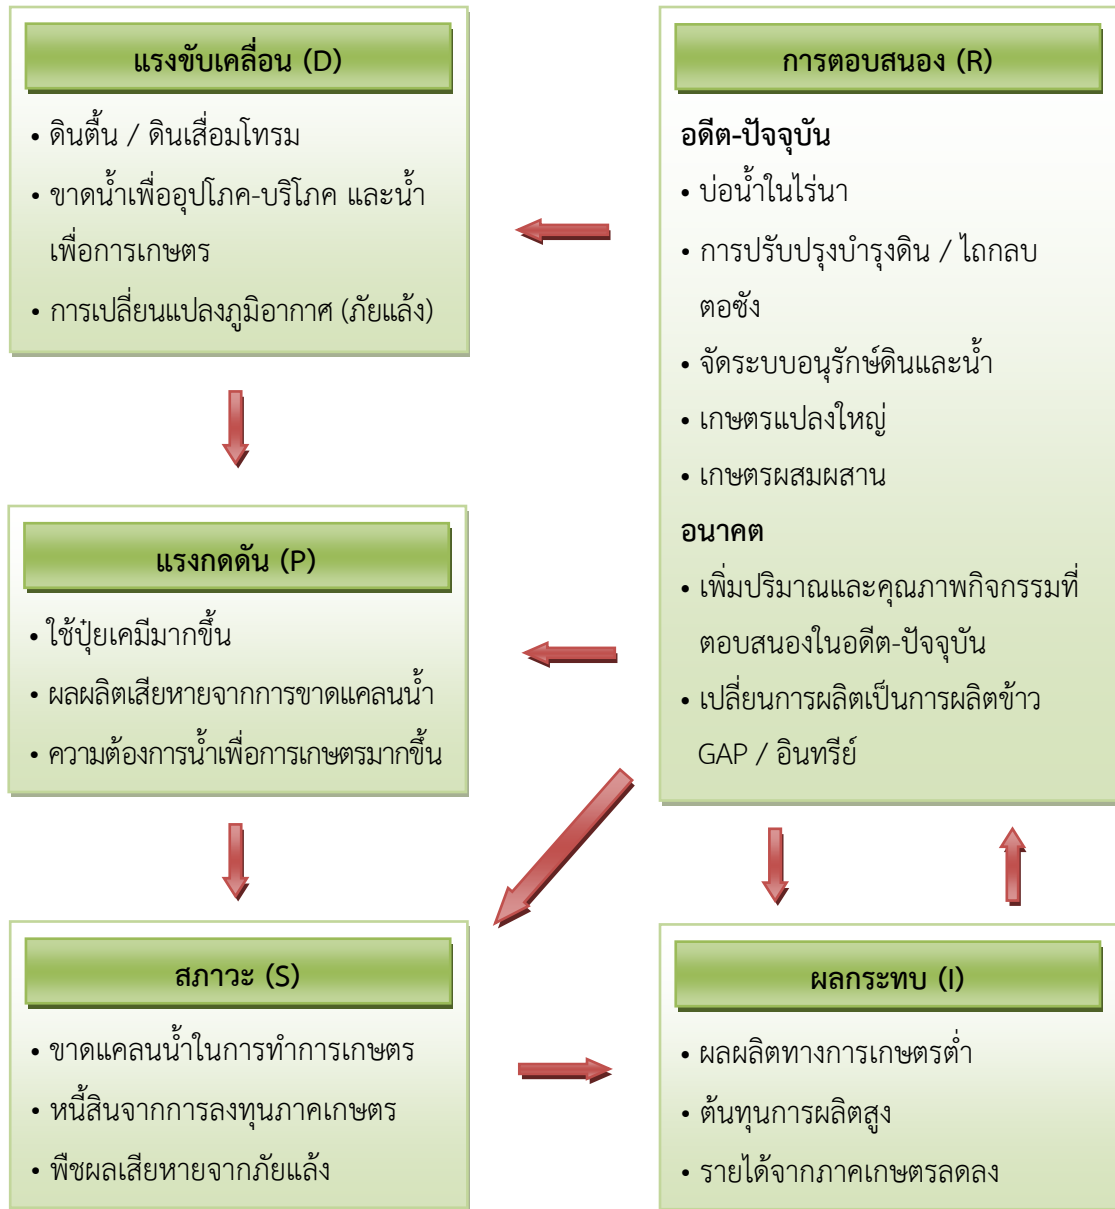 แรงขับเคลื่อน (D)
• ดินตื้น / ดินเสื่อมโทรม
• ขาดน้ำเพื่ออุปโภค-บริโภค และน้ำ
เพื่อการเกษตร
• การเปลี่ยนแปลงภูมิอากาศ (ภัยแล้ง)
แรงกดดัน (P)
• ใช้ปุ๋ยเคมีมากขึ้น
• ผลผลิตเสียหายจากการขาดแคลนน้ำ
• ความต้องการน้ำเพื่อการเกษตรมากขึ้น
สภาวะ (S)
• ขาดแคลนน้ำในการทำการเกษตร
• หนี้สินจากการลงทุนภาคเกษตร
• พืชผลเสียหายจากภัยแล้ง
การตอบสนอง (R)
อดีต-ปัจจุบัน
• บ่อน้ำในไร่นา
• การปรับปรุงบำรุงดิน / ไถกลบ
ตอซัง
• จัดระบบอนุรักษ์ดินและน้ำ
• เกษตรแปลงใหญ่
• เกษตรผสมผสาน
อนาคต
• เพิ่มปริมาณและคุณภาพกิจกรรมที่
ตอบสนองในอดีต-ปัจจุบัน
• เปลี่ยนการผลิตเป็นการผลิตข้าว
GAP / อินทรีย์
ผลกระทบ (I)
• ผลผลิตทางการเกษตรต่ำ
• ต้นทุนการผลิตสูง
• รายได้จากภาคเกษตรลดลง